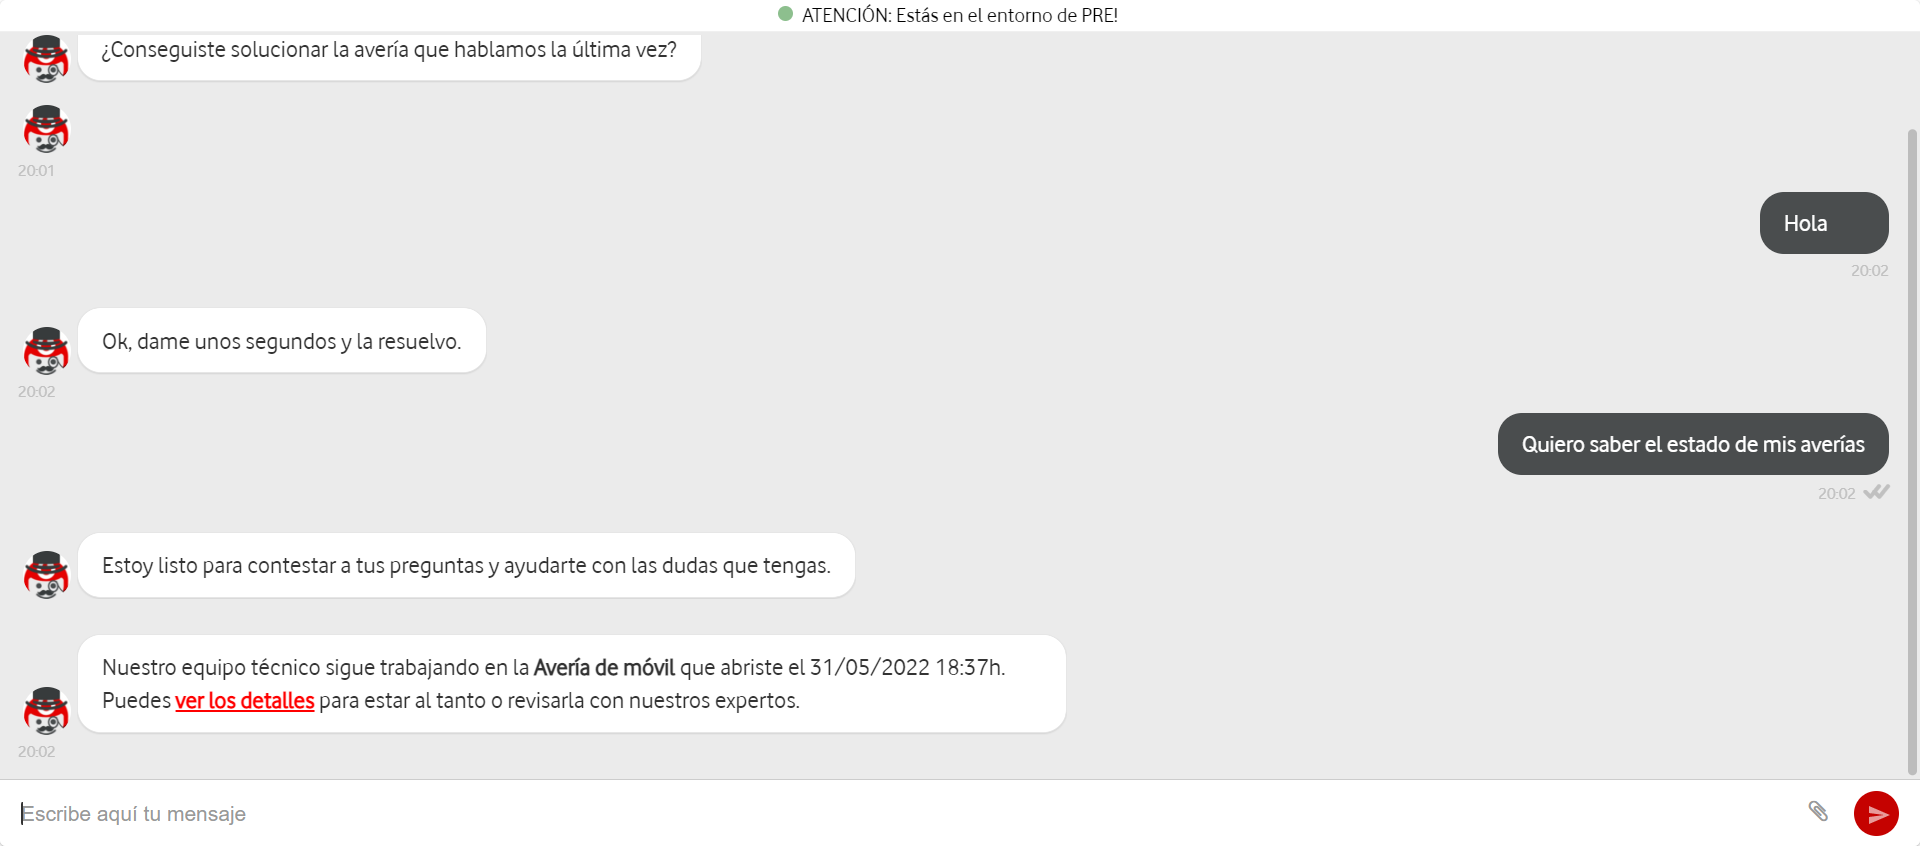 ATENCIÓN: Estás en el entorno de PRE!
¿Conseguiste solucionar la avería que hablamos la última vez?
20:01
Hola
20:02
Ok, dame unos segundos y la resuelvo.
20:02
Quiero saber el estado de mis averías
20:02
Estoy listo para contestar a tus preguntas y ayudarte con las dudas que tengas.
Nuestro equipo técnico sigue trabajando en la Avería de móvil que abriste el 31/05/2022 18:37h.
Puedes ver los detalles para estar al tanto o revisarla con nuestros expertos.
20:02
Escribe aquí tu mensaje